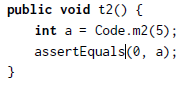 public void t2() {
    int a = Code.m2(5);
    assertEquals(0, a);
}